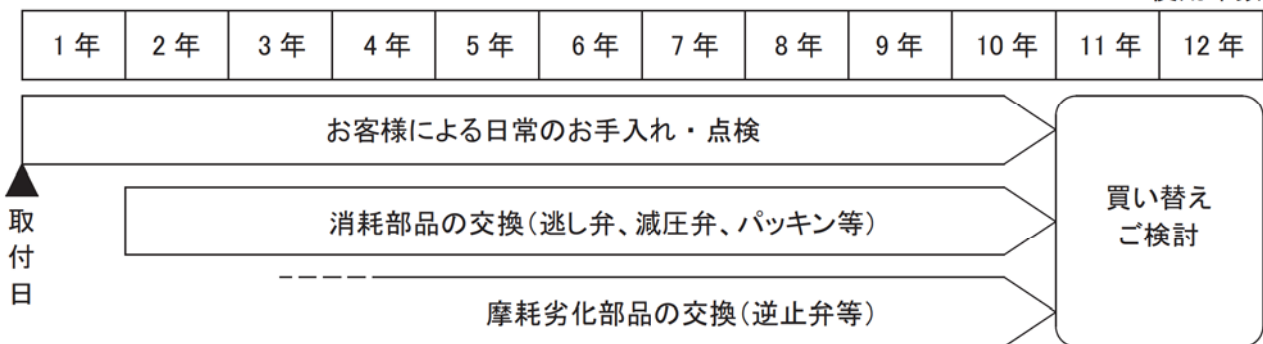 1年 2年 3年 4年 5年 6年 7年 8年 9年 10年 11年 12年
お客様による日常のお手入れ・点検
取付日
消耗部品の交換(逃し弁、減圧弁、パッキン等)
摩耗劣化部品の交換(逆止弁等)
買い替え
ご検討